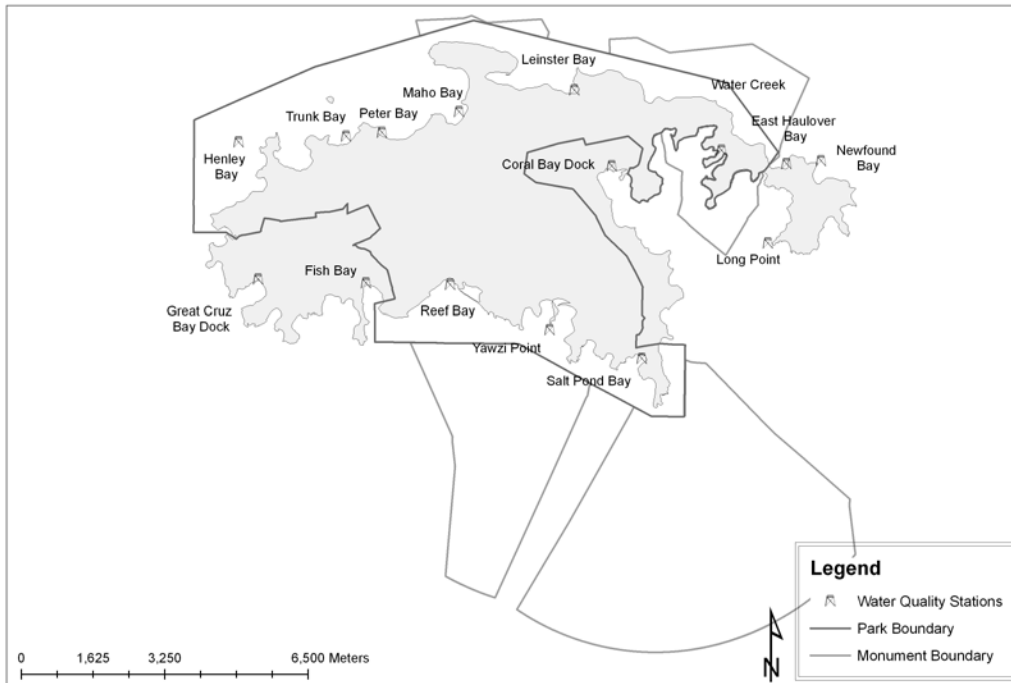 Leinster Bay
Water Creek
Maho Bay
Trunk Bay
Peter Bay
East Haulover
Bay
Newfound
Bay
Henley
Bay
Coral Bay Dock
Long Point
Fish Bay
Great Cruz
Bay Dock
Reef Bay
Yawzi Point
Salt Pond Bay
Legend
Water Quality Stations
Park Boundary
Monument Boundary
N
0 1,625 3,250 6,500 Meters